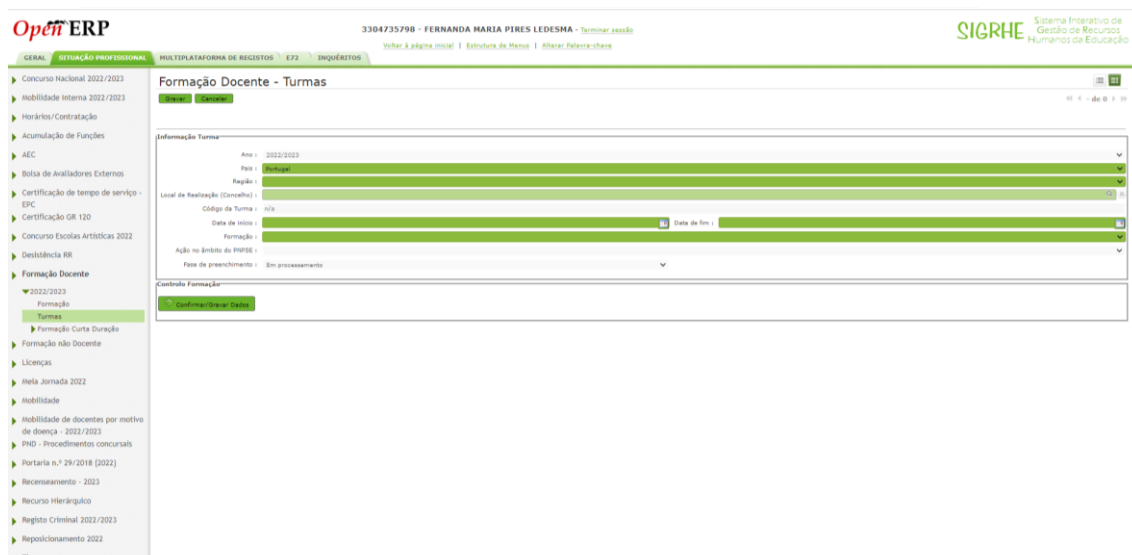 Open ERP
3304735798 - FERNANDA MARIA PIRES LEDESMA - Terminar sessão
Voltar à página inicial | Estrutura de Menus | Alterar Palavra-chave
SIGRHE Sistema Interativo de
Gestão de Recursos
Humanos da Educação
GERAL SITUAÇÃO PROFISSIONAL MULTIPLATAFORMA DE REGISTOS E72 INQUÉRITOS
Concurso Nacional 2022/2023
Mobilidade Interna 2022/2023
Horários/Contratação
Acumulação de Funções
AEC
Bolsa de Avaliadores Externos
Certificação de tempo de serviço -
EPC
Certificação GR 120
Concurso Escolas Artísticas 2022
Desistência RR
Formação Docente
2022/2023
Formação
Turmas
Formação Curta Duração
Formação não Docente
Licenças
Meia Jornada 2022
Mobilidade
Mobilidade de docentes por motivo
de doença - 2022/2023
PND - Procedimentos concursais
Portaria n.º 29/2018 (2022)
Recenseamento - 2023
Recurso Hierárquico
Registo Criminal 2022/2023
Reposicionamento 2022
Formação Docente - Turmas
Gravar Cancelar
- de 0
Informação Turma
Ano : 2022/2023
País : Portugal
Região :
Local de Realização (Concelho) :
Código da Turma : n/a
Data de início : Data de fim :
Formação :
Ação no âmbito do PNPSE :
Fase de preenchimento : Em processamento
Controlo Formação
Confirmar/Gravar Dados